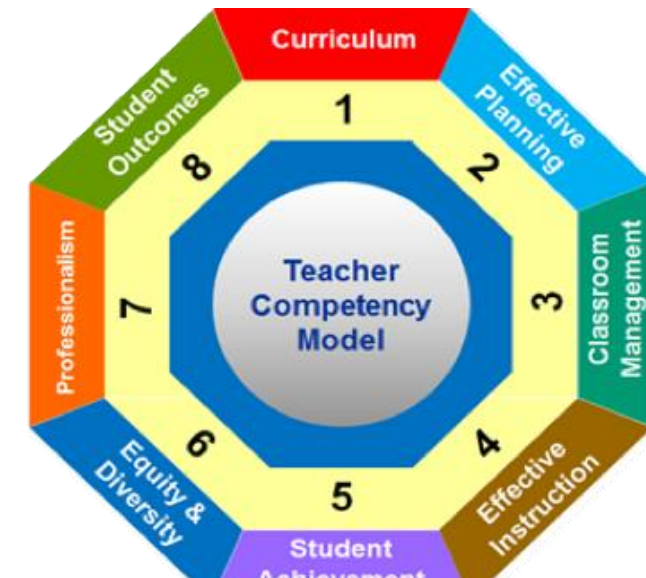 Curriculum
1
Effective
Planning
2
Classroom
Management
3
Effective
Instruction
4
Student
Achievement
5
Equity &
Diversity
6
Professionalism
7
Student
Outcomes
8
Teacher
Competency
Model